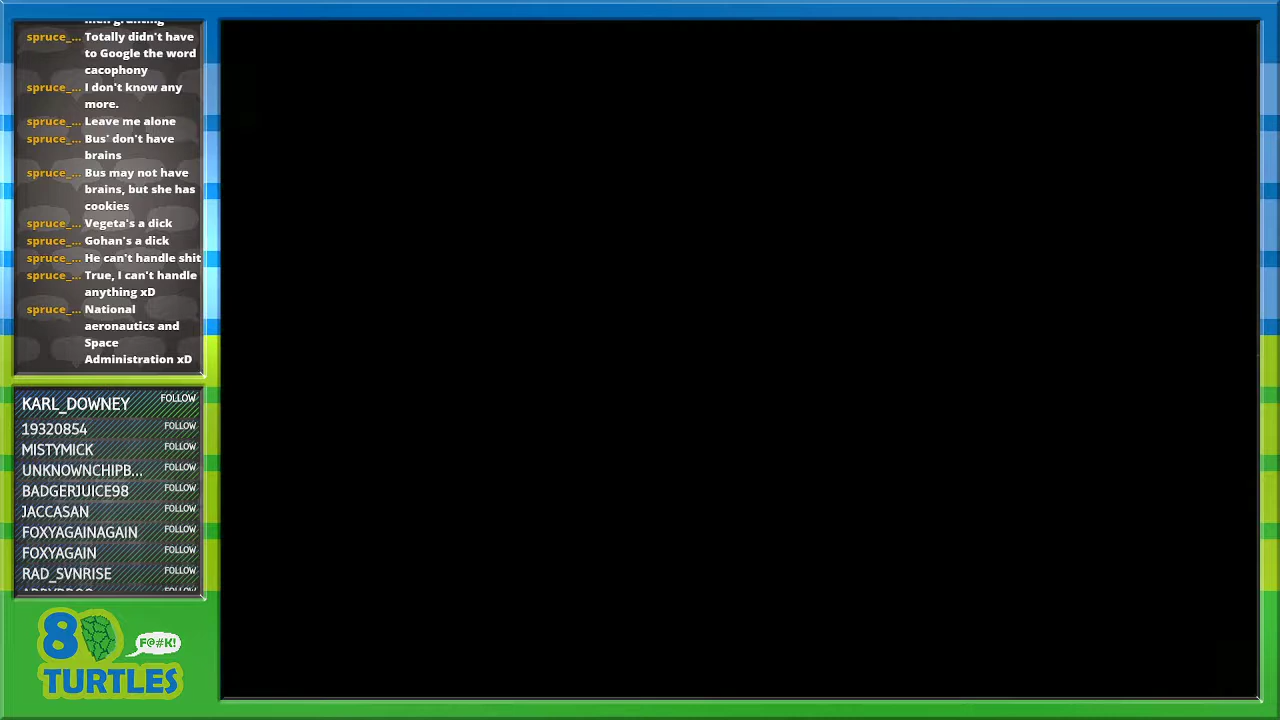 spruce_... Totally didn't have
to Google the word
cacophony
spruce_... I don't know any
more.
spruce_... Leave me alone
spruce_... Bus' don't have
brains
spruce_... Bus may not have
brains, but she has
cookies
spruce_... Vegeta's a dick
spruce_... Gohan's a dick
spruce_... He can't handle shit
spruce_... True, I can't handle
anything xD
spruce_... National
aeronautics and
Space
Administration xD
KARL_DOWNEY FOLLOW
19320854 FOLLOW
MISTYMICK FOLLOW
UNKNOWNCHIPB... FOLLOW
BADGERJUICE98 FOLLOW
JACCASAN FOLLOW
FOXYAGAINAGAIN FOLLOW
FOXYAGAIN FOLLOW
RAD_SVNRISE FOLLOW
FOLLOW
8 F@#K!
TURTLES